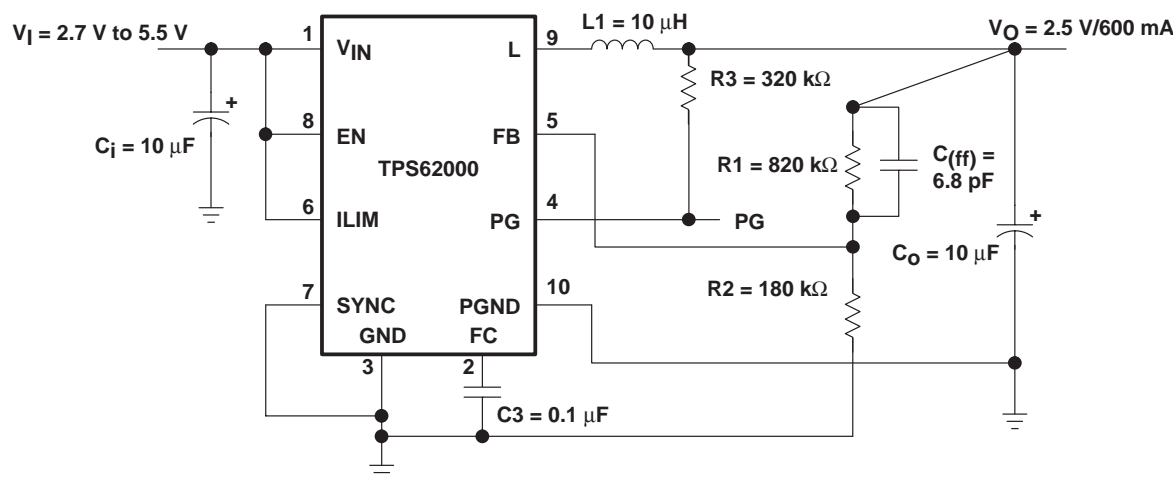 L1 = 10 μH
V_I = 2.7 V to 5.5 V
1
V_IN
L
9
V_O = 2.5 V/600 mA
R3 = 320 kΩ
+
C_i = 10 μF
8
EN
FB
5
TPS62000
R1 = 820 kΩ
C_(ff) =
6.8 pF
6
ILIM
PG
4
PG
+
C_O = 10 μF
7
SYNC
PGND
10
R2 = 180 kΩ
GND
FC
3
2
C3 = 0.1 μF